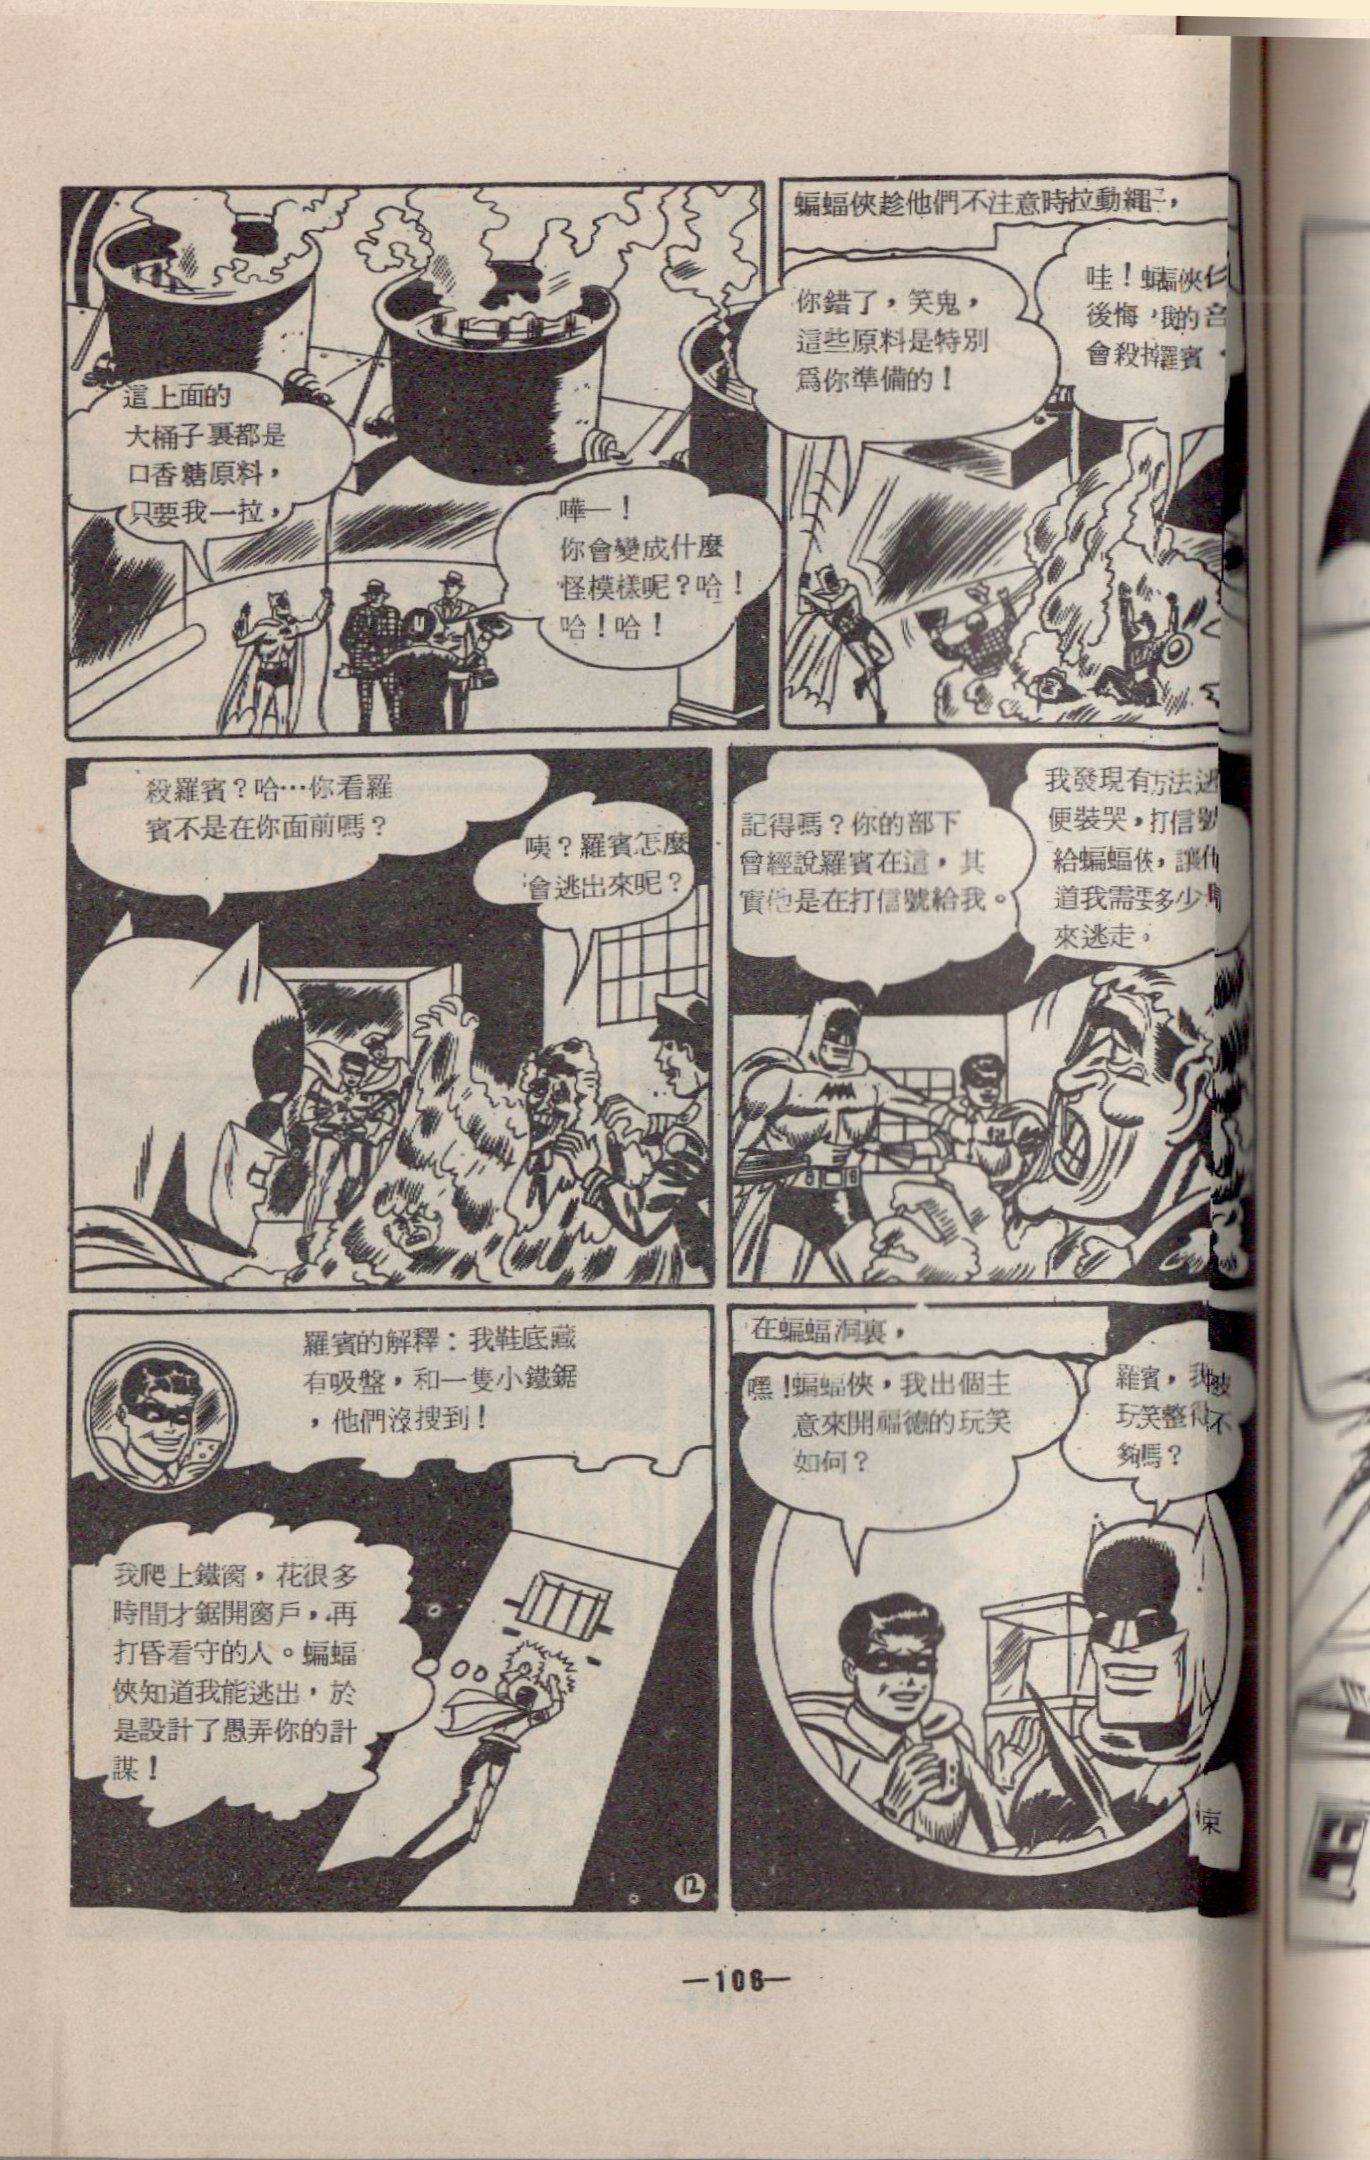 這上面的
大桶子裏都是
口香糖原料，
只要我一拉，
嘩—！
你會變成什麼
怪模樣呢？哈！
哈！哈！
蝙蝠俠趁他們不注意時拉動繩子，
你錯了，笑鬼，
這些原料是特別
爲你準備的！
哇！蝙蝠俠
後悔，我的
會殺掉羅賓，
殺羅賓？哈…你看羅
賓不是在你面前嗎？
咦？羅賓怎麼
會逃出來呢？
記得嗎？你的部下
曾經說羅賓在這，其
實他是在打信號給我。
我發現有方法逃
便裝哭，打信號
給蝙蝠俠，讓他
道我需要多少
來逃走。
羅賓的解釋：我鞋底藏
有吸盤，和一隻小鐵鋸
，他們沒搜到！
我爬上鐵窗，花很多
時間才鋸開窗戶，再
打昏看守的人。蝙蝠
俠知道我能逃出，於
是設計了愚弄你的計
謀！
12
在蝙蝠洞裏，
嘿！蝙蝠俠，我出個主
意來開福德的玩笑
如何？
羅賓，我被
玩笑整得不
夠嗎？
束
—106—